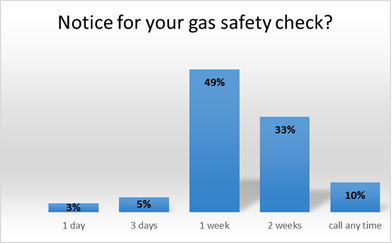 Notice for your gas safety check?
49%
33%
10%
5%
3%
1 day 3 days 1 week 2 weeks call any time